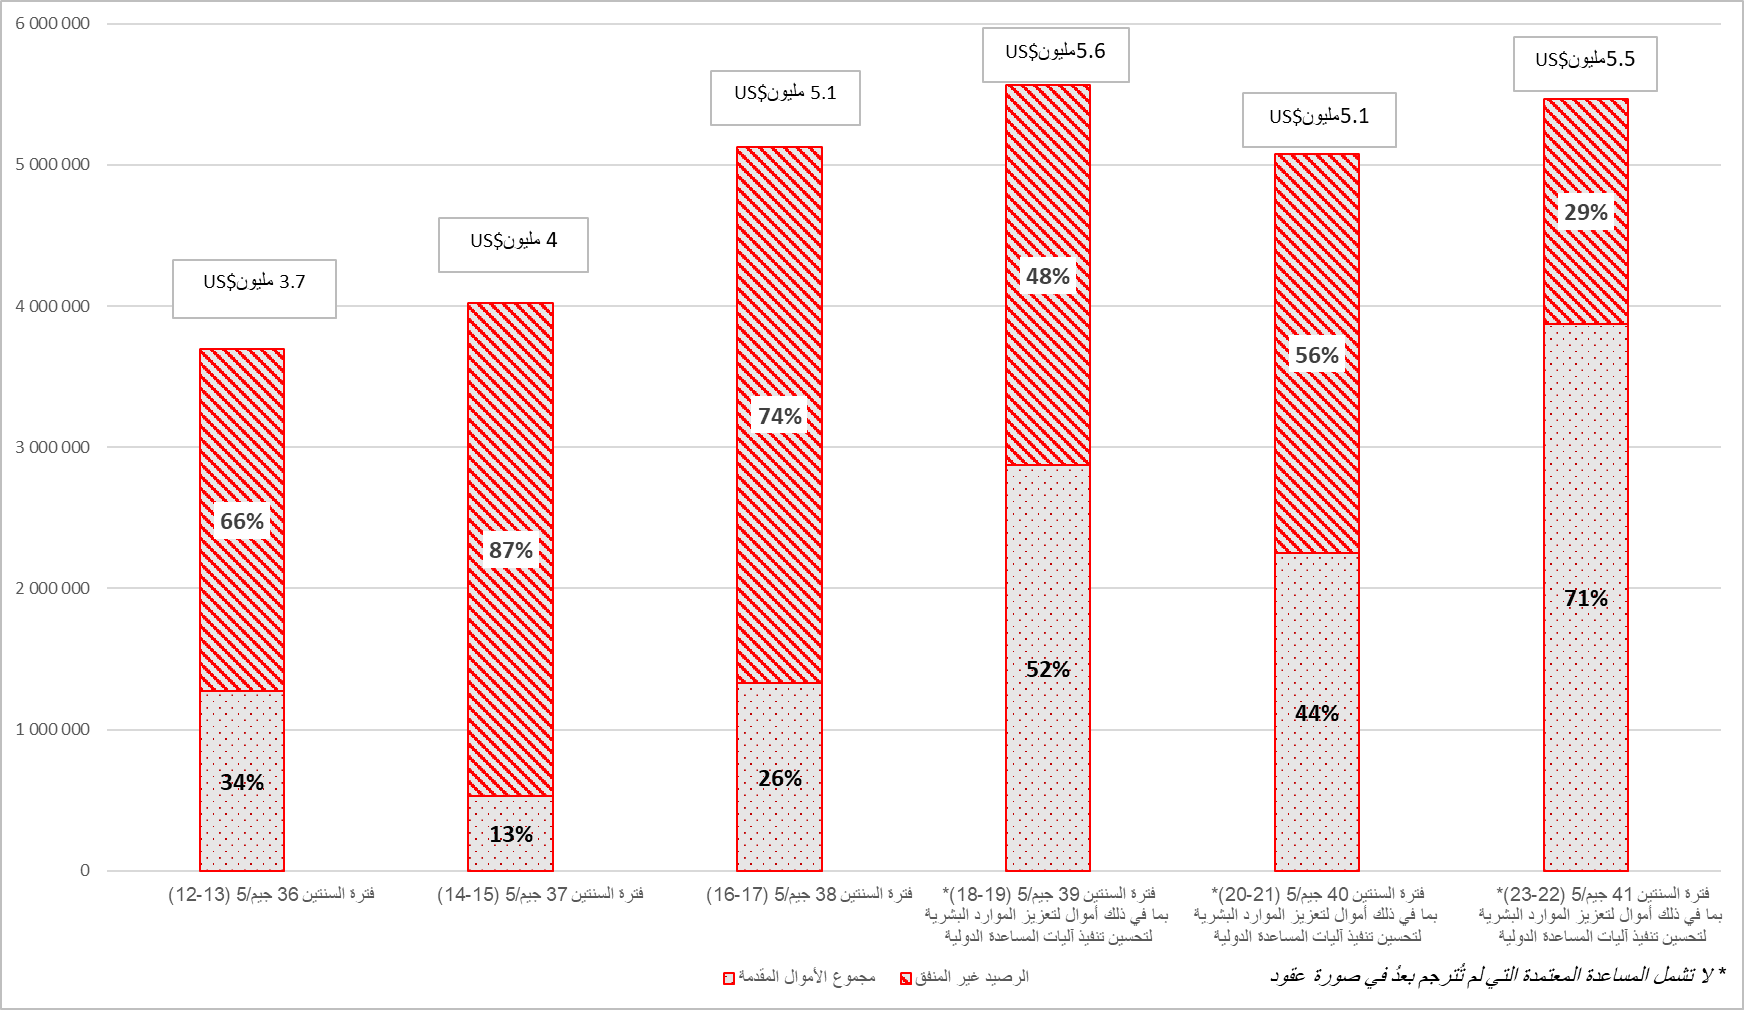 6 000 000
5 000 000
4 000 000
3 000 000
2 000 000
1 000 000
0
3.7 مليون US$
4 مليون US$
5.1 مليون US$
5.6مليون US$
5.1مليون US$
5.5مليون US$
66%
34%
87%
13%
74%
26%
48%
52%
56%
44%
29%
71%
فترة السنتين 36 جيم/5 (12-13)
فترة السنتين 37 جيم/5 (14-15)
فترة السنتين 38 جيم/5 (16-17)
فترة السنتين 39 جيم/5 (18-19)*
بما في ذلك أموال لتعزيز الموارد البشرية
لتحسين تنفيذ آليات المساعدة الدولية
فترة السنتين 40 جيم/5 (20-21)*
بما في ذلك أموال لتعزيز الموارد البشرية
لتحسين تنفيذ آليات المساعدة الدولية
فترة السنتين 41 جيم/5 (22-23)*
بما في ذلك أموال لتعزيز الموارد البشرية
لتحسين تنفيذ آليات المساعدة الدولية
الرصيد غير المنفق
مجموع الأموال المقدمة
* لا تشمل المساعدة المعتمدة التي لم تُترجم بعدُ في صورة عقود